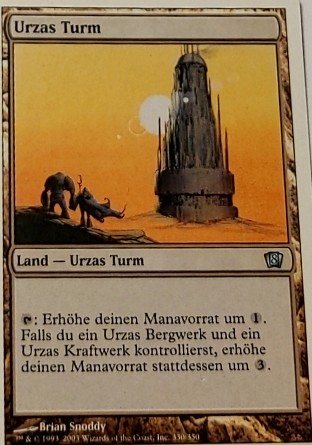 Urzas Turm
Land — Urzas Turm
: Erhöhe deinen Manavorrat um 1.
Falls du ein Urzas Bergwerk und ein
Urzas Kraftwerk kontrollierst, erhöhe
deinen Manavorrat stattdessen um 3.
Brian Snoddy
™ & © 1993-2003 Wizards of the Coast, Inc. 330/350